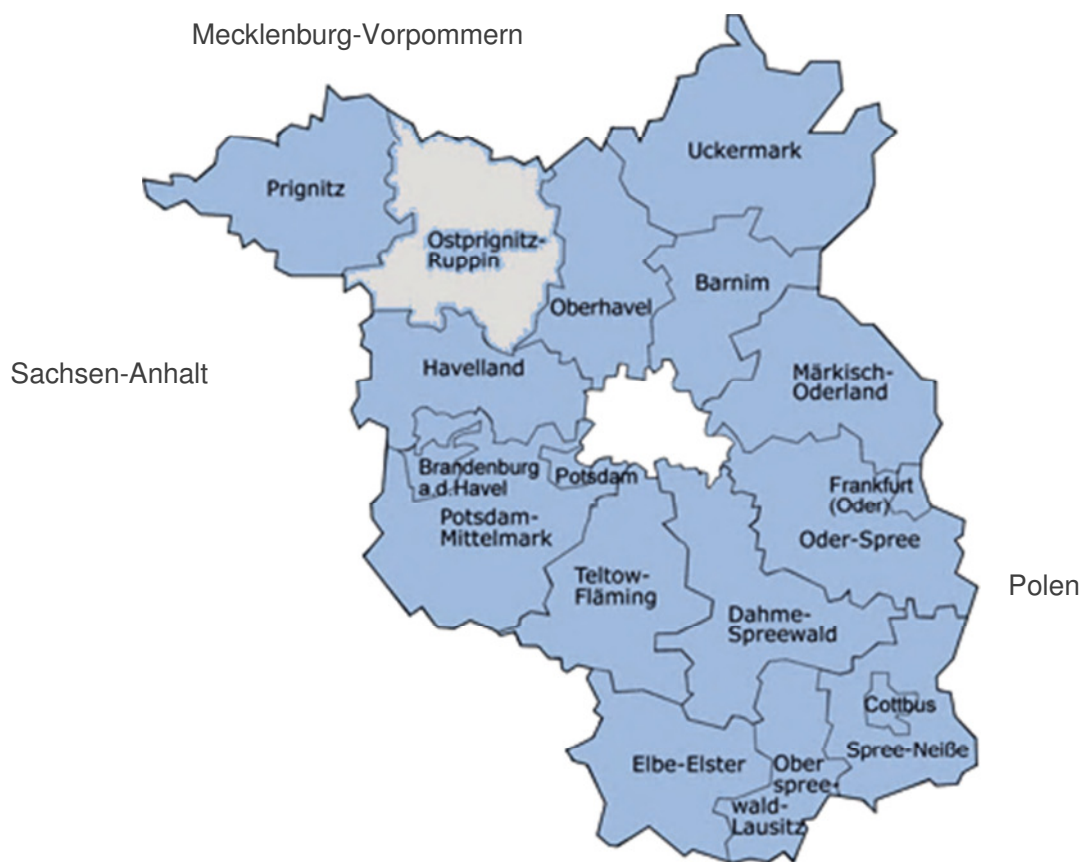 Mecklenburg-Vorpommern
Uckermark
Prignitz
Ostprignitz-
Ruppin
Barnim
Oberhavel
Havelland
Sachsen-Anhalt
Märkisch-
Oderland
Brandenburg
a.d.Havel
Potsdam
Frankfurt
(Oder)
Potsdam-
Mittelmark
Oder-Spree
Teltow-
Fläming
Polen
Dahme-
Spreewald
Cottbus
Spree-Neiße
Elbe-Elster
Ober
spree-
wald-
Lausitz